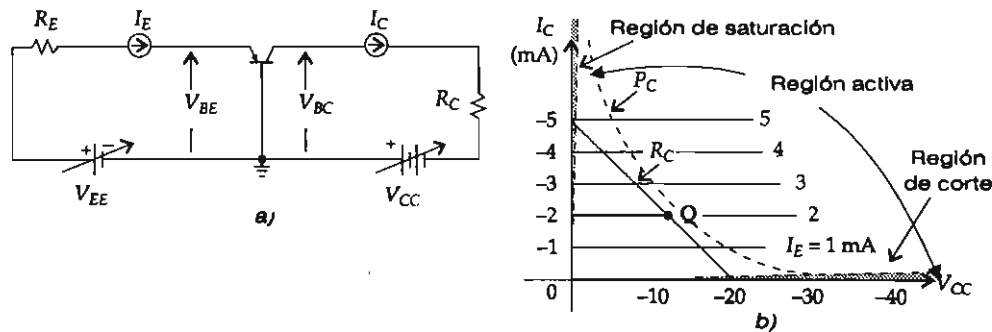 R_E
I_E
I_C
V_BE
V_BC
R_C
+ −
+
V_EE
V_CC
a)
I_C
(mA)
Región de saturación
P_C
Región activa
−5
5
−4
4
R_C
Región
de corte
−3
3
−2
Q
2
−1
I_E = 1 mA
0
−10
−20
−30
−40
V_CC
b)